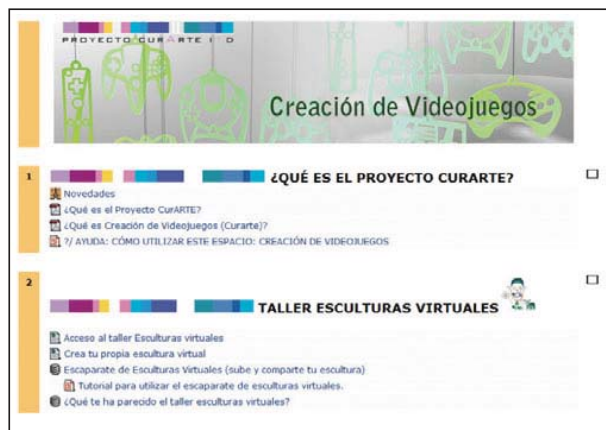 PROYECTO CURARTE I D
Creación de Videojuegos
1
¿QUÉ ES EL PROYECTO CURARTE?
Novedades
¿Qué es el Proyecto CurARTE?
¿Qué es Creación de Videojuegos (Curarte)?
?/ AYUDA: CÓMO UTILIZAR ESTE ESPACIO: CREACIÓN DE VIDEOJUEGOS
2
TALLER ESCULTURAS VIRTUALES
Acceso al taller Esculturas virtuales
Crea tu propia escultura virtual
Escaparate de Esculturas Virtuales (sube y comparte tu escultura)
Tutorial para utilizar el escaparate de esculturas virtuales.
¿Qué te ha parecido el taller esculturas virtuales?